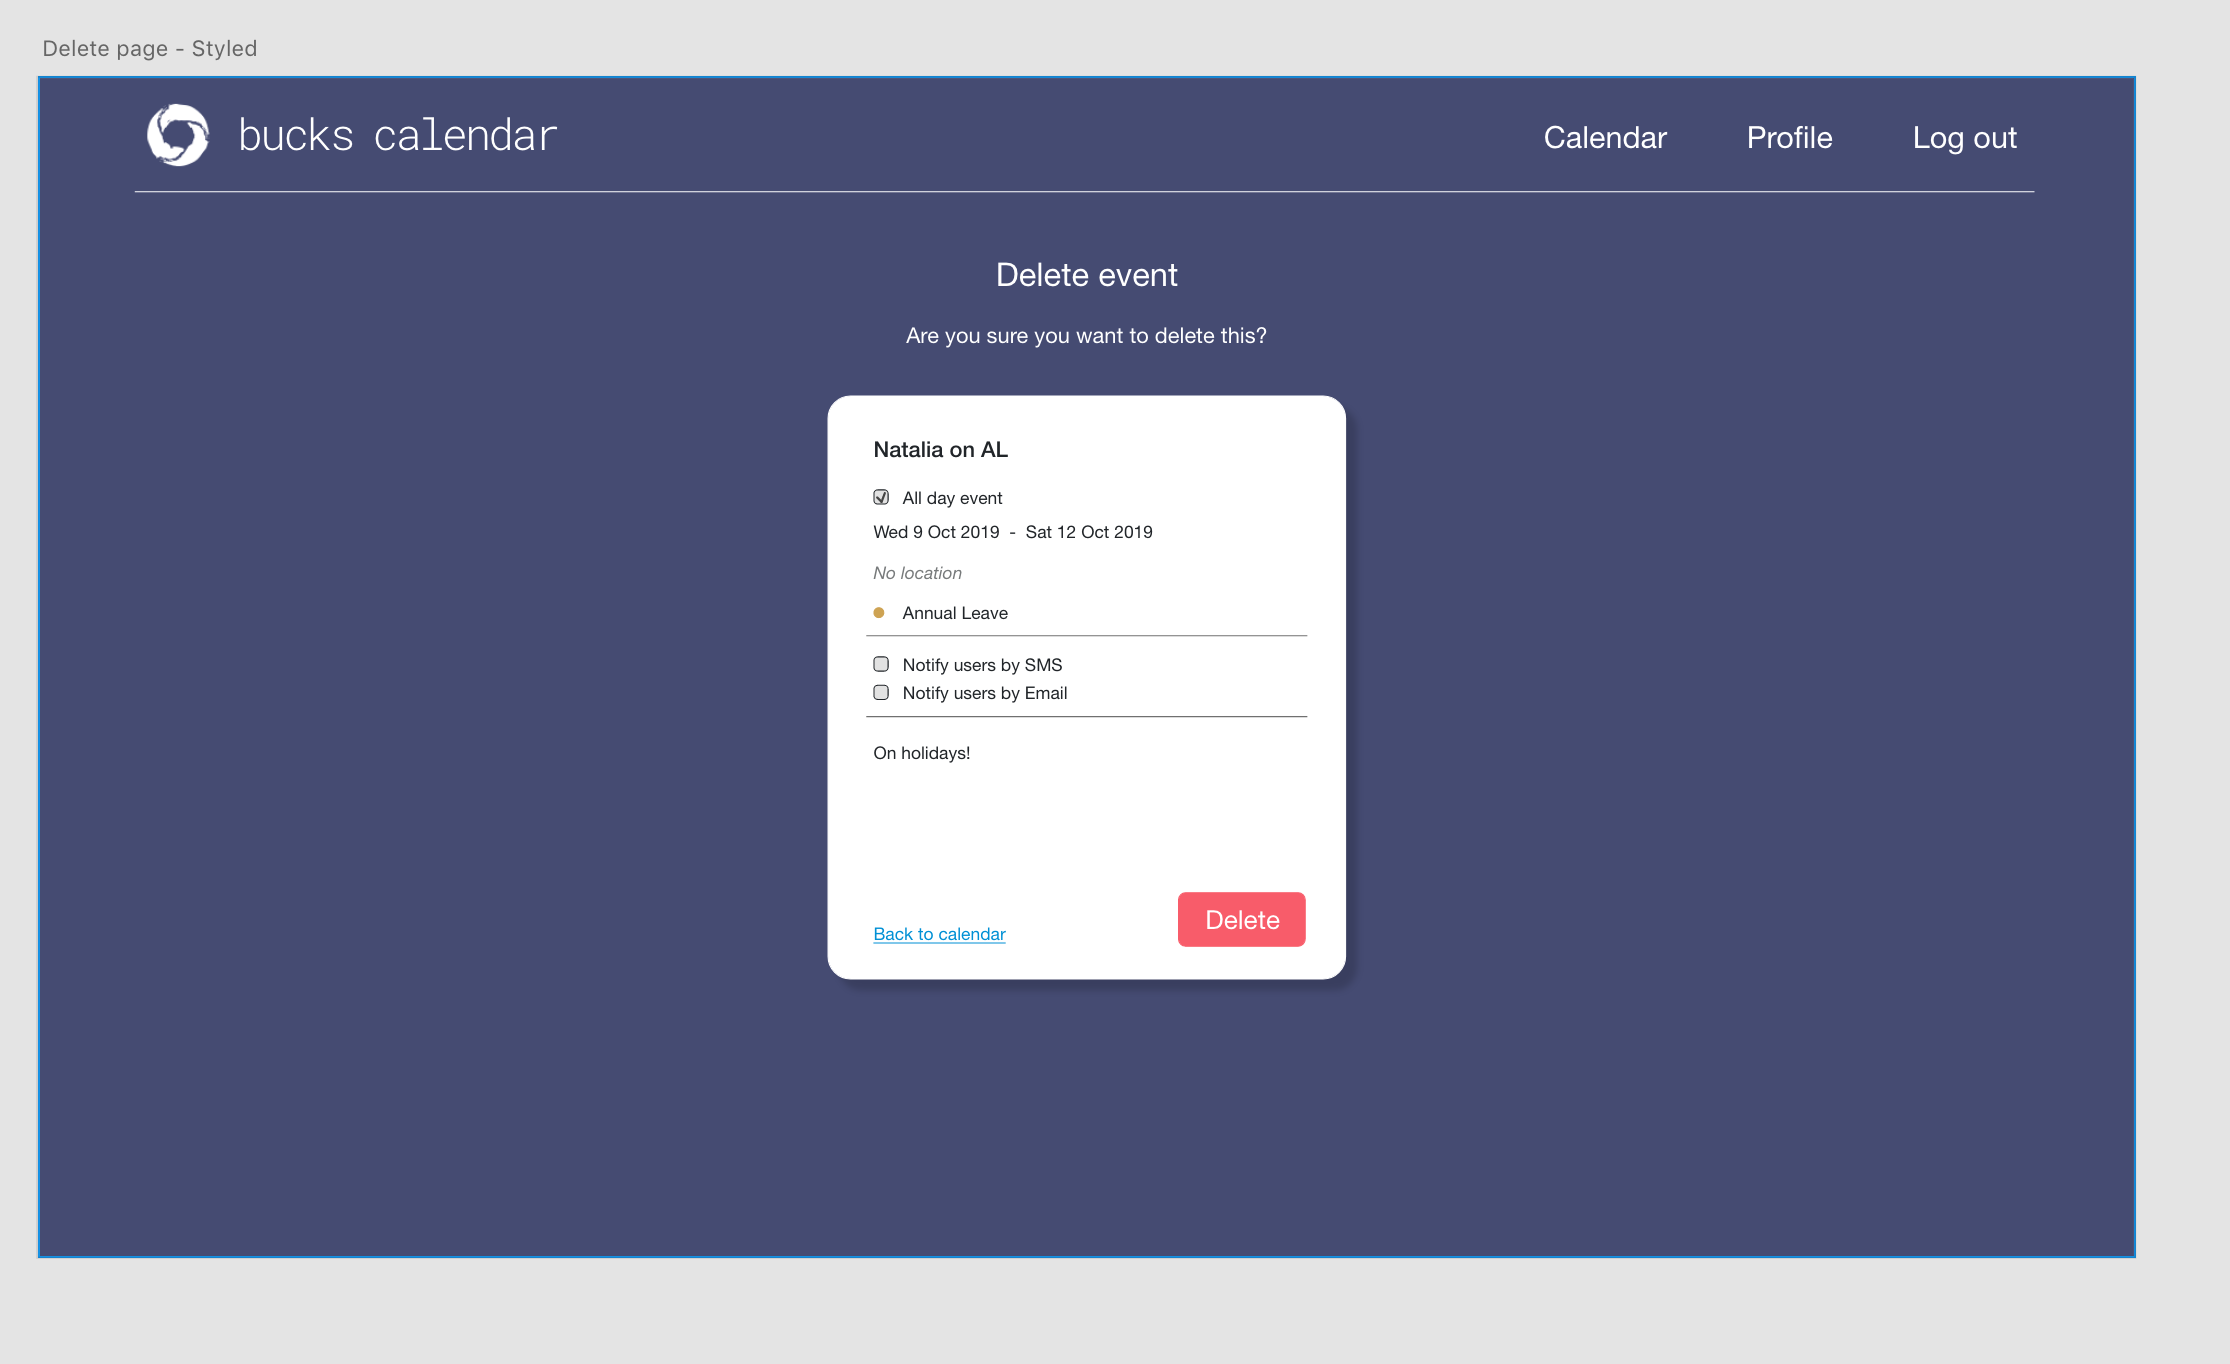 Delete page - Styled
bucks calendar
Calendar Profile Log out
Delete event
Are you sure you want to delete this?
Natalia on AL
All day event
Wed 9 Oct 2019 - Sat 12 Oct 2019
No location
Annual Leave
Notify users by SMS
Notify users by Email
On holidays!
Back to calendar
Delete